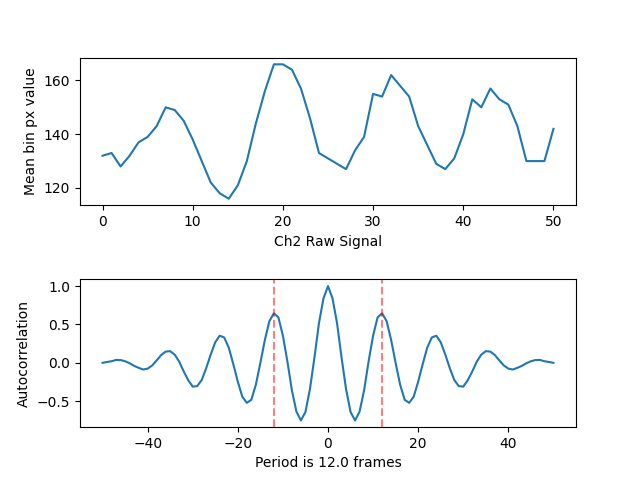 Mean bin px value
160
140
120
0 10 20 30 40 50
Ch2 Raw Signal
Autocorrelation
1.0
0.5
0.0
−0.5
−40 −20 0 20 40
Period is 12.0 frames